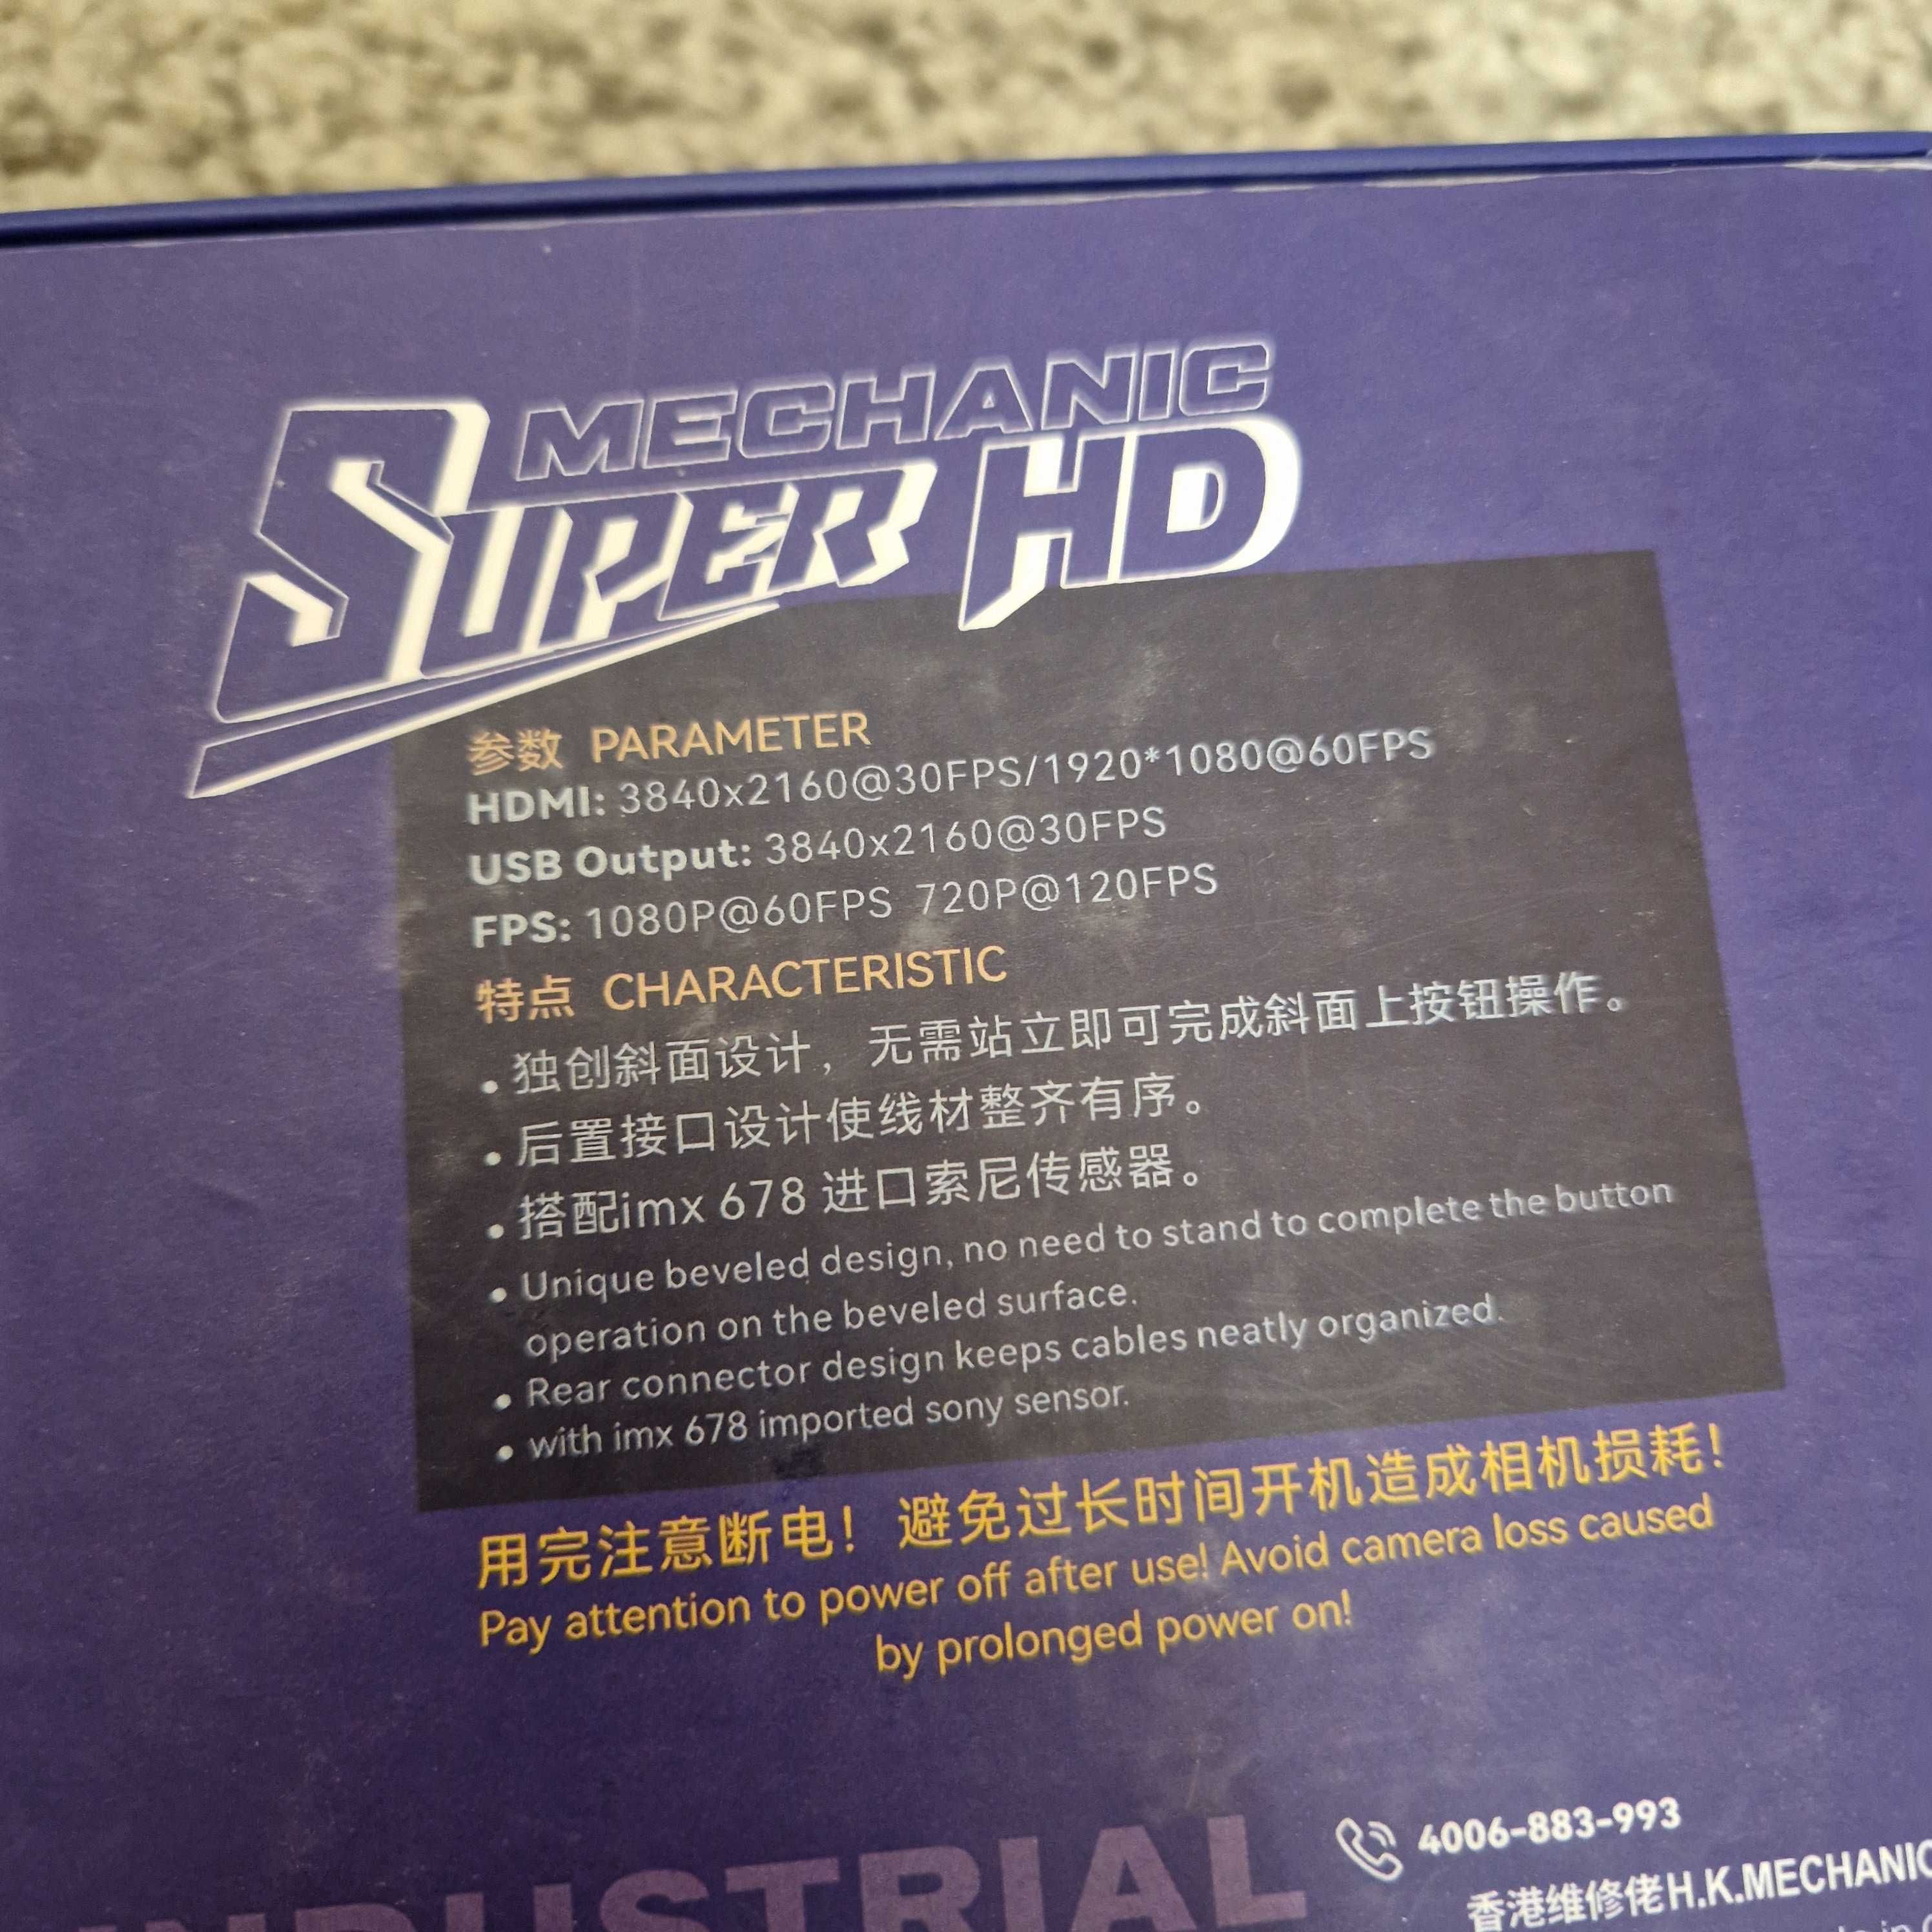 MECHANIC
SUPER HD
参数 PARAMETER
HDMI: 3840x2160@30FPS/1920*1080@60FPS
USB Output: 3840x2160@30FPS
FPS: 1080P@60FPS 720P@120FPS
特点 CHARACTERISTIC
• 独创斜面设计，无需站立即可完成斜面上按钮操作。
• 后置接口设计使线材整齐有序。
• 搭配imx 678 进口索尼传感器。
• Unique beveled design, no need to stand to complete the button
operation on the beveled surface.
• Rear connector design keeps cables neatly organized.
• with imx 678 imported sony sensor.
用完注意断电！避免过长时间开机造成相机损耗！
Pay attention to power off after use! Avoid camera loss caused
by prolonged power on!
4006-883-993
香港维修佬H.K.MECHANIC
INDUSTRIAL